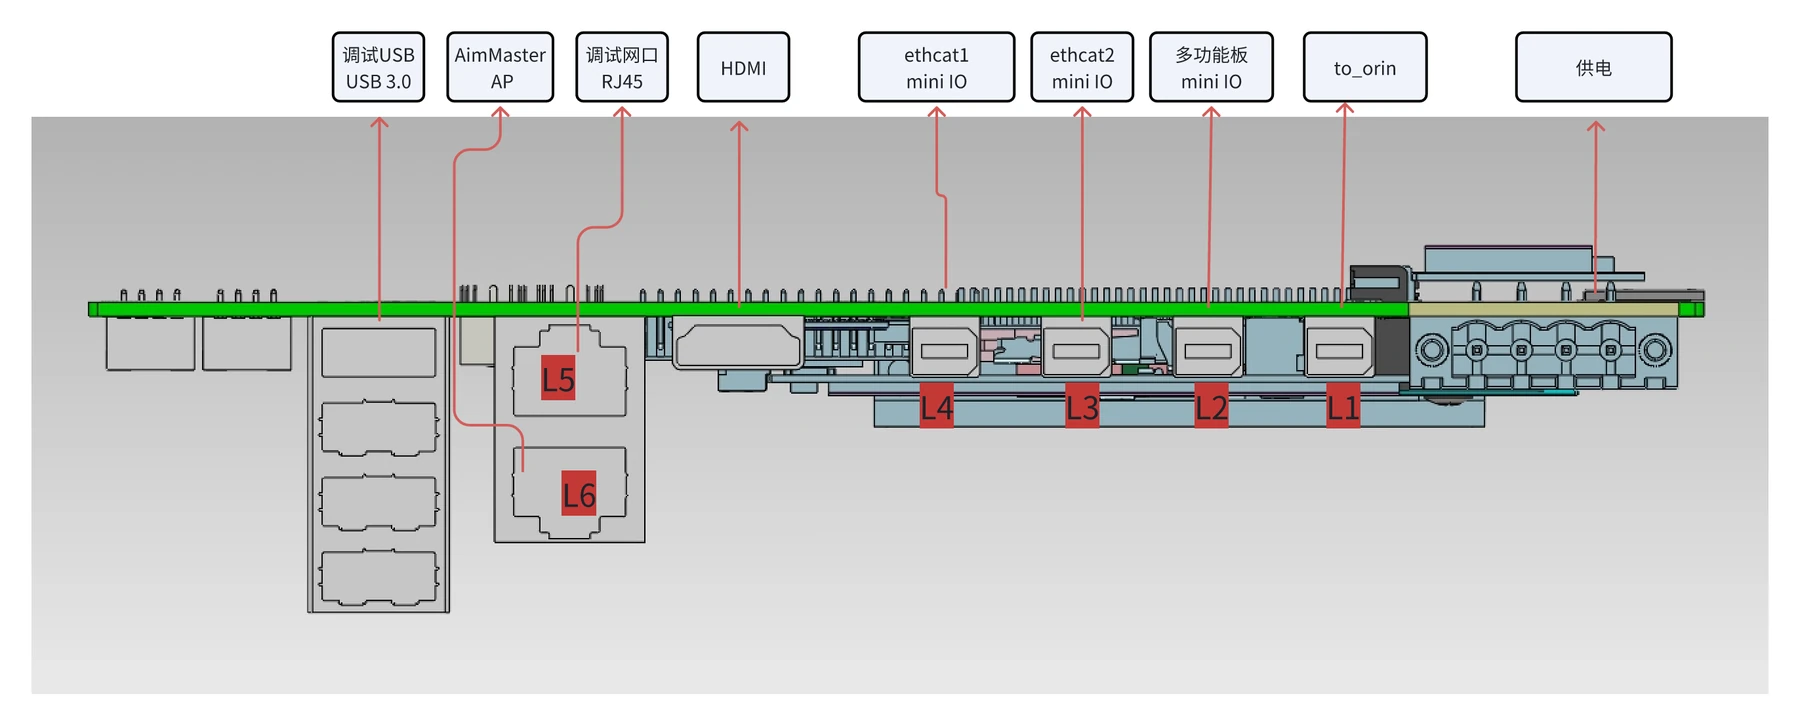 调试USB
USB 3.0
AimMaster
AP
调试网口
RJ45
HDMI
ethcat1
mini IO
ethcat2
mini IO
多功能板
mini IO
to_orin
供电
L5
L4
L3
L2
L1
L6